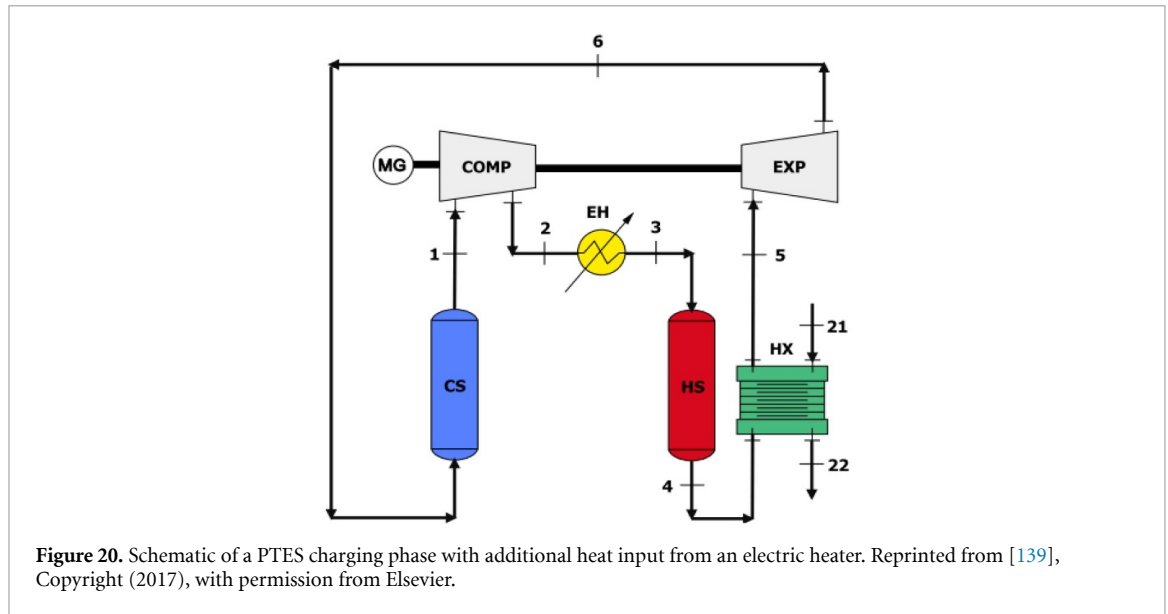 6
MG
COMP
EXP
EH
2
3
1
5
21
HX
CS
HS
22
4
Figure 20. Schematic of a PTES charging phase with additional heat input from an electric heater. Reprinted from [139],
Copyright (2017), with permission from Elsevier.